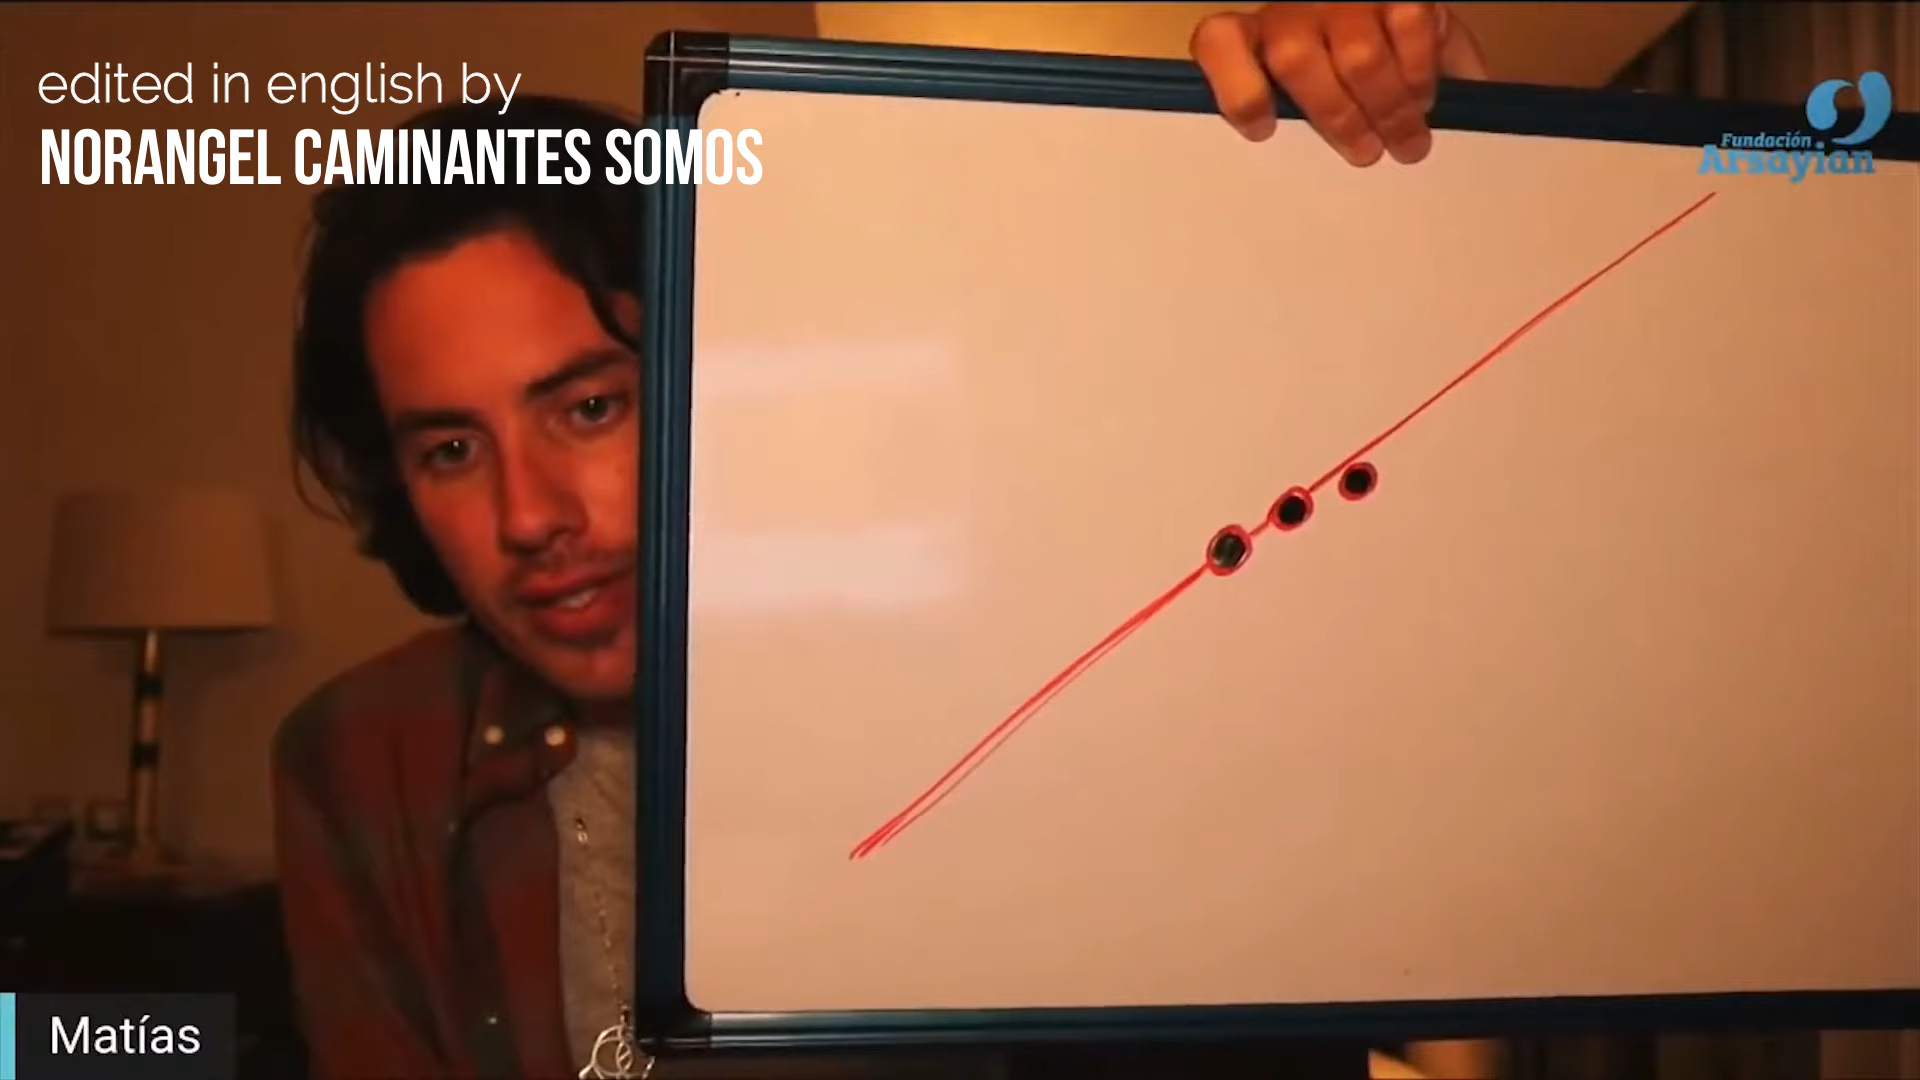 edited in english by
NORANGEL CAMINANTES SOMOS
Fundación
Arsayian
Matías